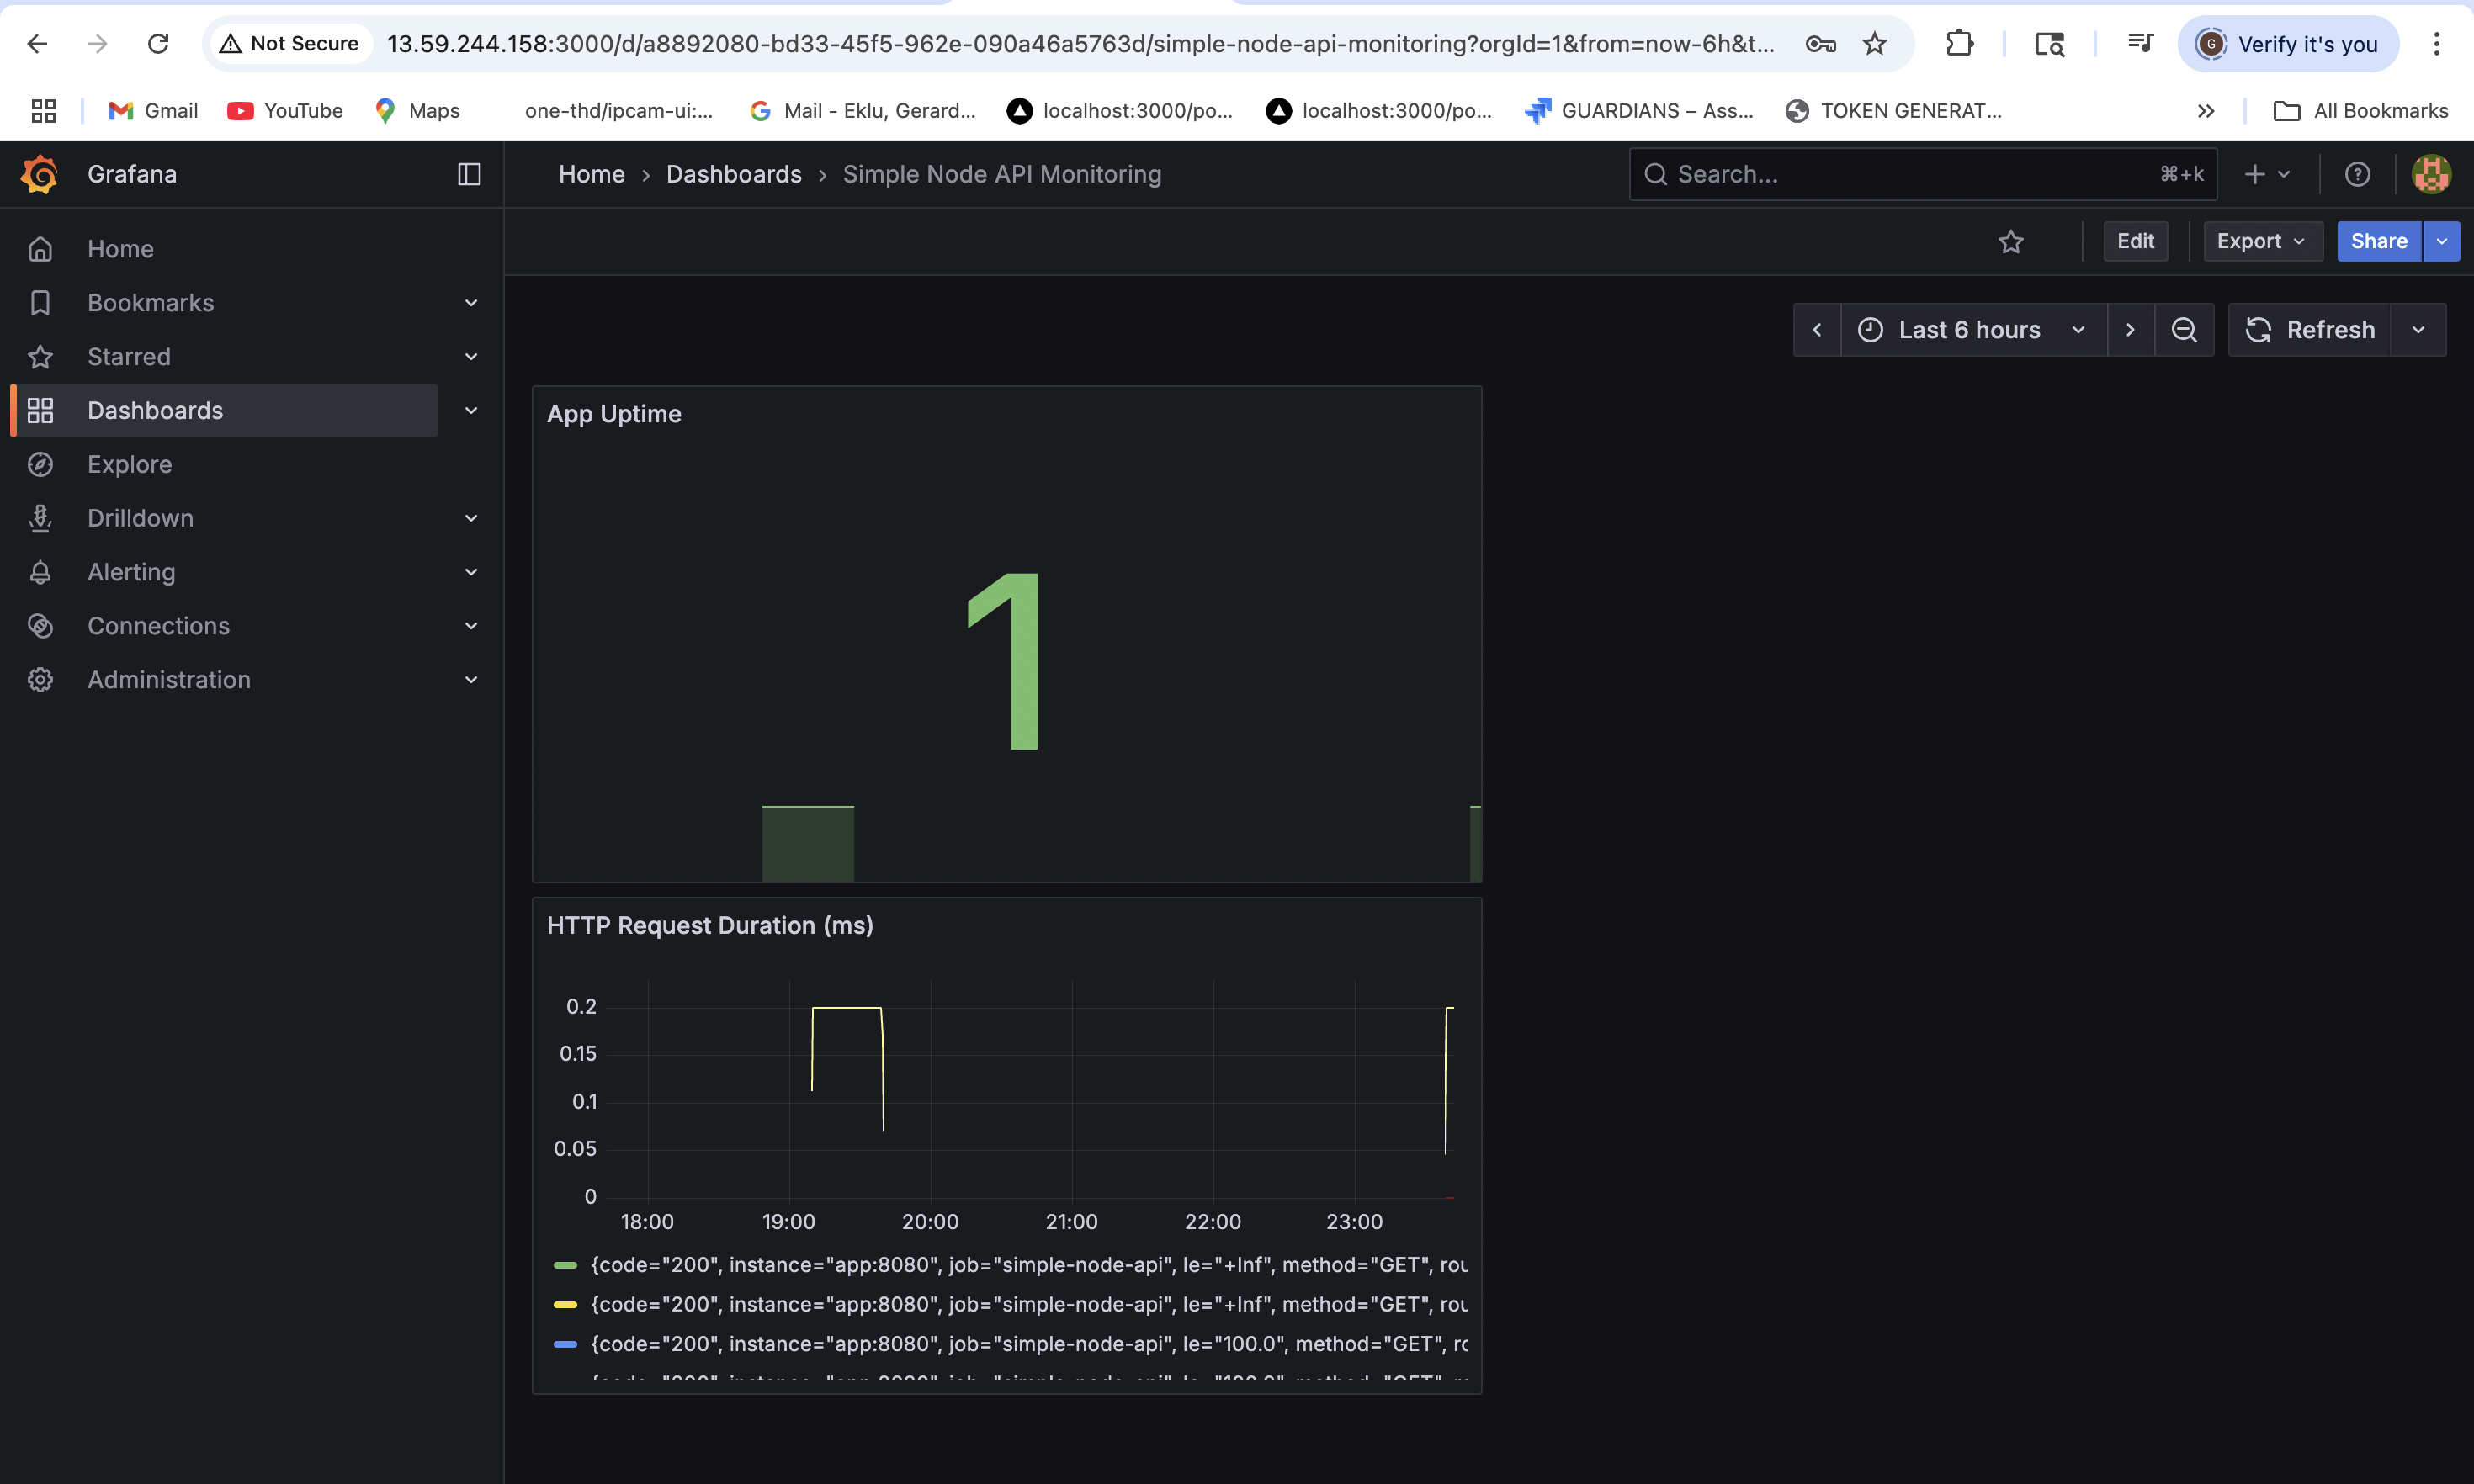 Not Secure 13.59.244.158:3000/d/a8892080-bd33-45f5-962e-090a46a5763d/simple-node-api-monitoring?orgId=1&from=now-6h&t... G Verify it's you
Gmail YouTube Maps one-thd/ipcam-ui:... Mail - Eklu, Gerard... localhost:3000/po... localhost:3000/po... GUARDIANS – Ass... TOKEN GENERAT... All Bookmarks
Grafana
Home › Dashboards › Simple Node API Monitoring
Search... ⌘+k
Edit Export Share
Home
Bookmarks
Starred
Dashboards
Explore
Drilldown
Alerting
Connections
Administration
Last 6 hours Refresh
App Uptime
1
HTTP Request Duration (ms)
0.2
0.15
0.1
0.05
0
18:00 19:00 20:00 21:00 22:00 23:00
{code="200", instance="app:8080", job="simple-node-api", le="+Inf", method="GET", rou
{code="200", instance="app:8080", job="simple-node-api", le="+Inf", method="GET", rou
{code="200", instance="app:8080", job="simple-node-api", le="100.0", method="GET", ro